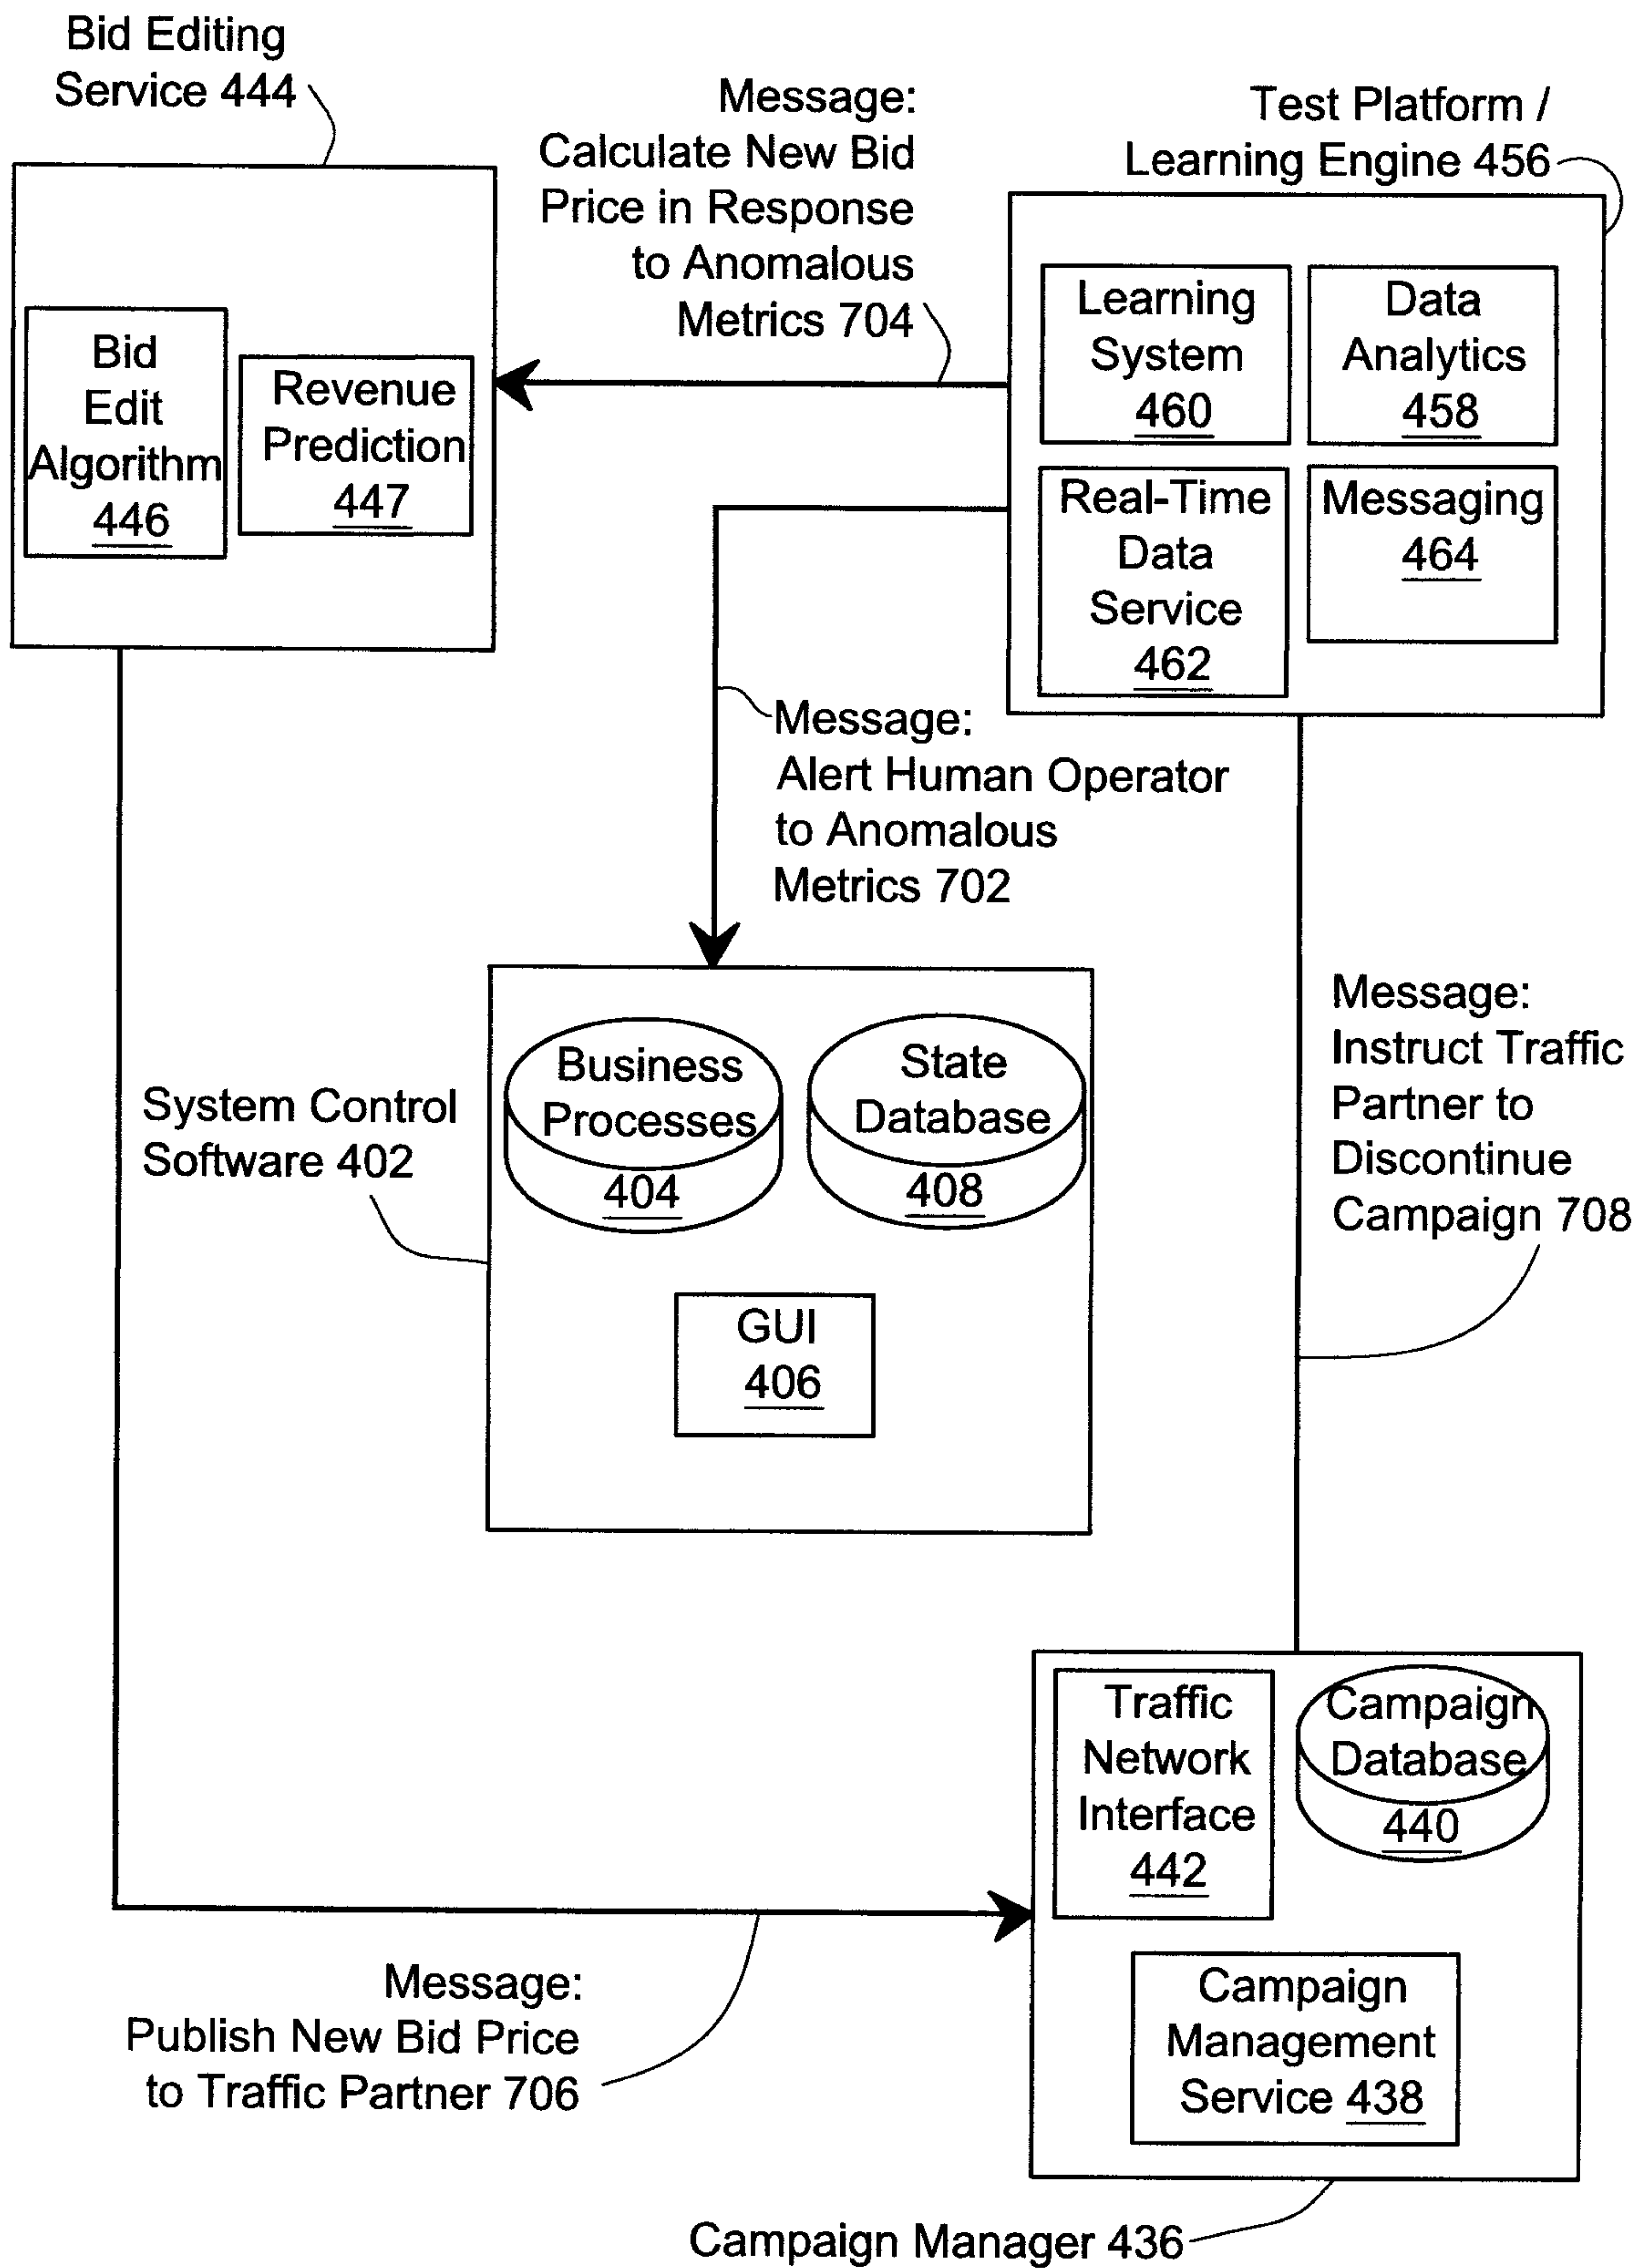 Bid Editing
Service 444
Message:
Calculate New Bid
Price in Response
to Anomalous
Metrics 704
Test Platform /
Learning Engine 456
Bid
Edit
Algorithm
446
Revenue
Prediction
447
Learning
System
460
Data
Analytics
458
Real-Time
Data
Service
462
Messaging
464
Message:
Alert Human Operator
to Anomalous
Metrics 702
System Control
Software 402
Business
Processes
404
State
Database
408
GUI
406
Message:
Instruct Traffic
Partner to
Discontinue
Campaign 708
Traffic
Network
Interface
442
Campaign
Database
440
Campaign
Management
Service 438
Message:
Publish New Bid Price
to Traffic Partner 706
Campaign Manager 436